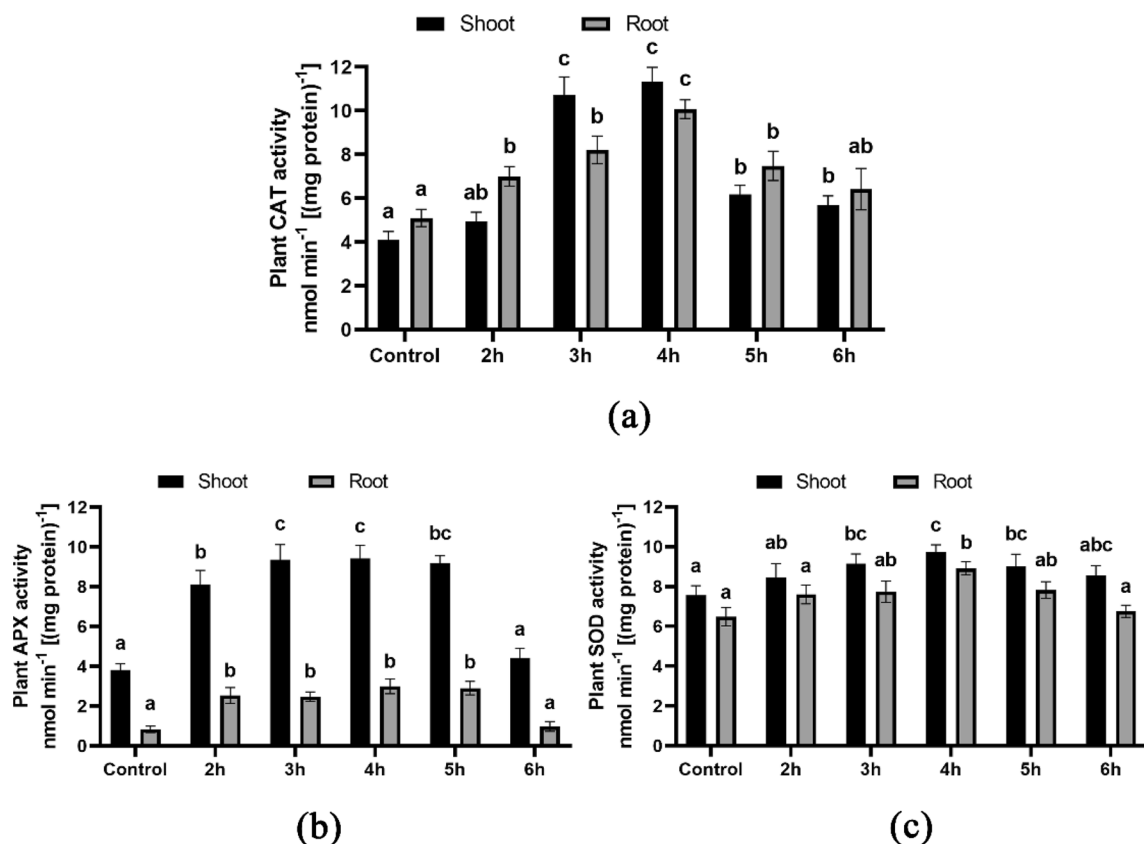 Shoot Root
Plant CAT activity
nmol min⁻¹ [(mg protein)⁻¹
12
10
8
6
4
2
0
a a ab b c b c c b b b ab
Control 2h 3h 4h 5h 6h
(a)
Shoot Root
Plant APX activity
nmol min⁻¹ [(mg protein)⁻¹]
12
10
8
6
4
2
0
a a b b c b c b bc b a a
Control 2h 3h 4h 5h 6h
(b)
Shoot Root
Plant SOD activity
nmol min⁻¹ [(mg protein)⁻¹]
12
10
8
6
4
2
0
a a ab a bc ab c b bc ab abc a
Control 2h 3h 4h 5h 6h
(c)